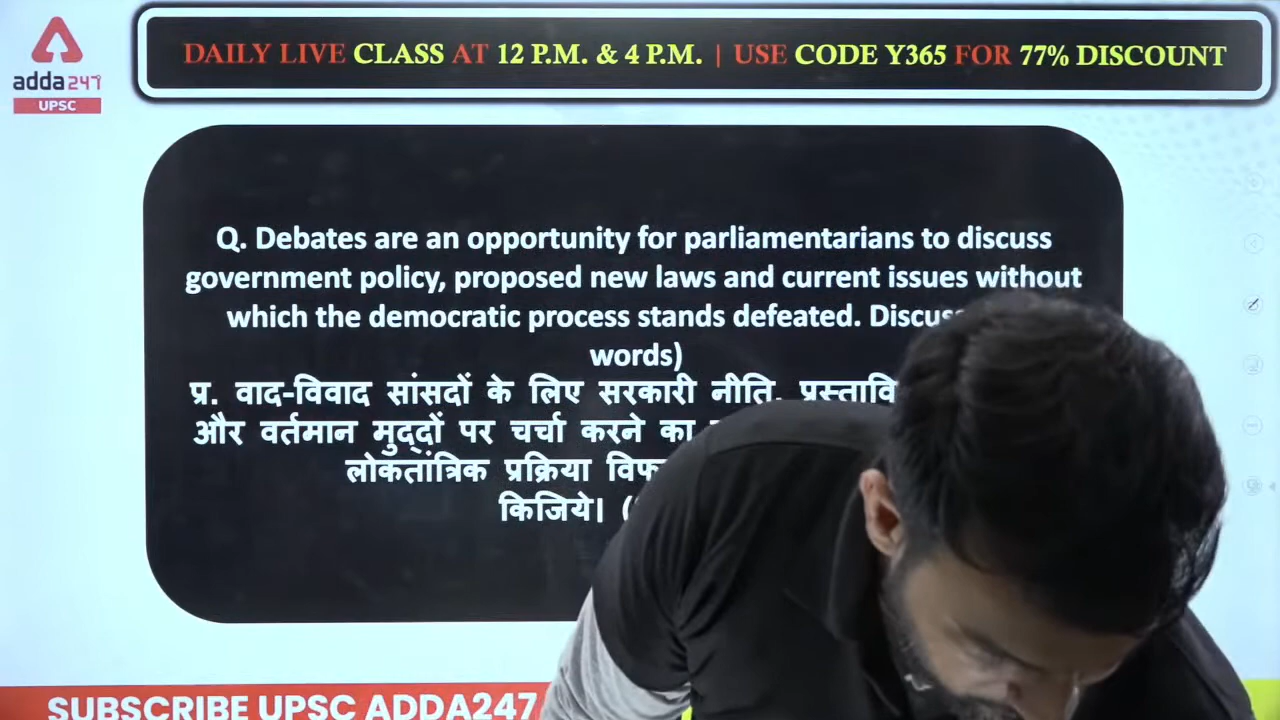 DAILY LIVE CLASS AT 12 P.M. & 4 P.M. | USE CODE Y365 FOR 77% DISCOUNT
adda247
UPSC
Q. Debates are an opportunity for parliamentarians to discuss
government policy, proposed new laws and current issues without
which the democratic process stands defeated.
words)
प्र. वाद-विवाद सांसदों के लिए सरकारी नीति,
और वर्तमान मुद्दों पर चर्चा करने का
लोकतांत्रिक प्रक्रिया
किजिये। (
SUBSCRIBE UPSC ADDA247